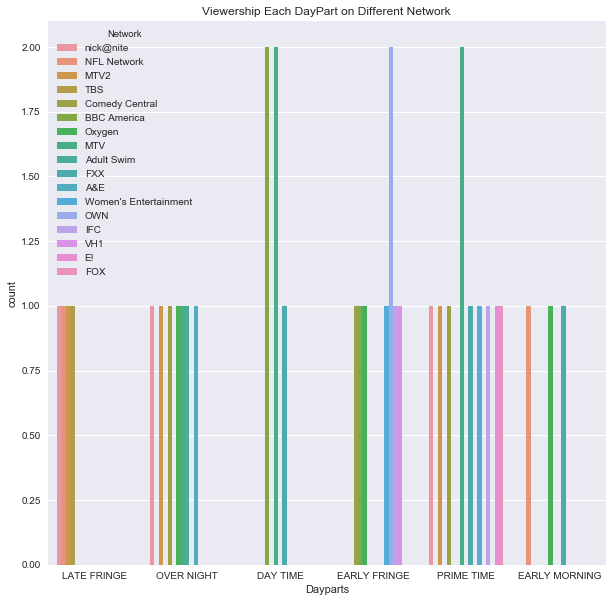 Viewership Each DayPart on Different Network
Network
nick@nite
NFL Network
MTV2
TBS
Comedy Central
BBC America
Oxygen
MTV
Adult Swim
FXX
A&E
Women's Entertainment
OWN
IFC
VH1
E!
FOX
2.00
1.75
1.50
1.25
1.00
0.75
0.50
0.25
0.00
count
LATE FRINGE OVER NIGHT DAY TIME EARLY FRINGE PRIME TIME EARLY MORNING
Dayparts